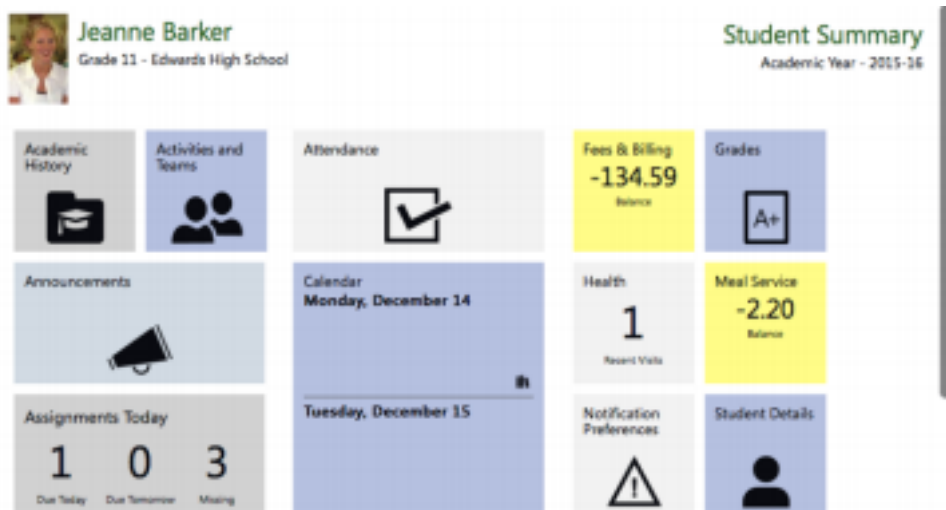 Jeanne Barker
Grade 11 - Edwards High School
Student Summary
Academic Year - 2015-16
Academic
History
Activities and
Teams
Attendance
Fees & Billing
-134.59
Balance
Grades
A+
Announcements
Calendar
Monday, December 14
Tuesday, December 15
Health
1
Recent Visits
Meal Service
-2.20
Balance
Assignments Today
1 0 3
Due Today Due Tomorrow Missing
Notification
Preferences
Student Details